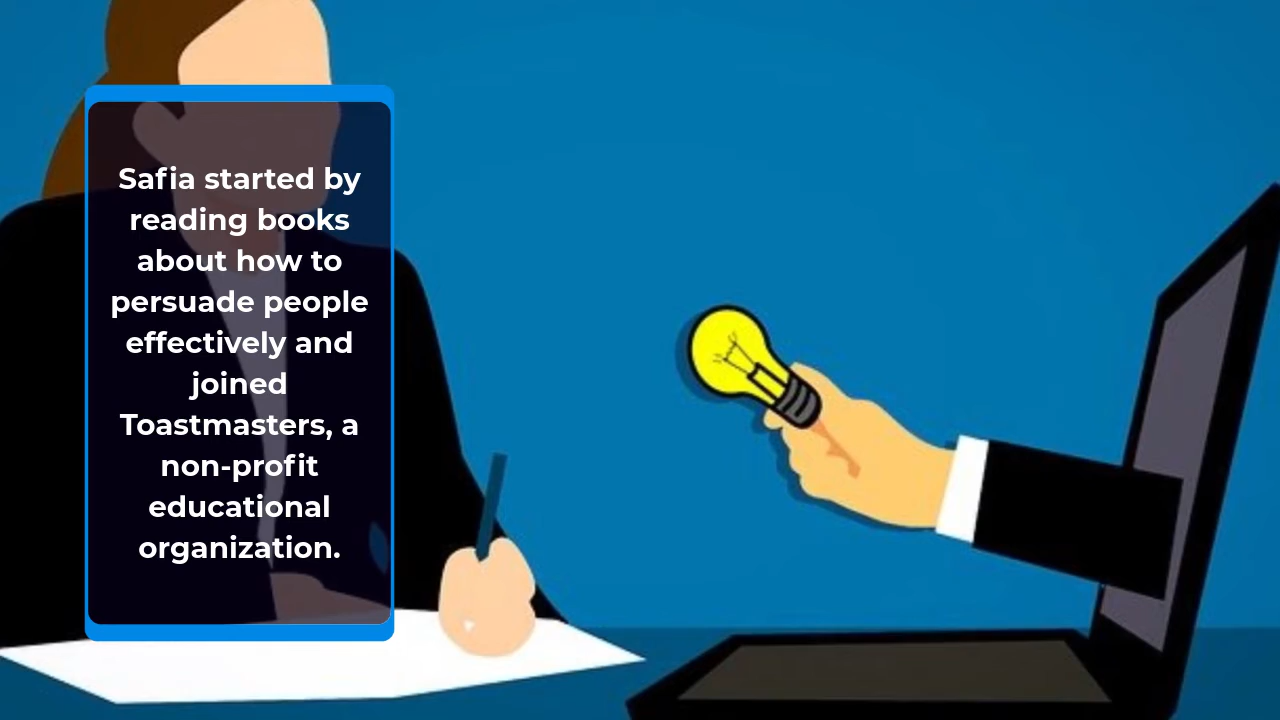 Safia started by
reading books
about how to
persuade people
effectively and
joined
Toastmasters, a
non-profit
educational
organization.